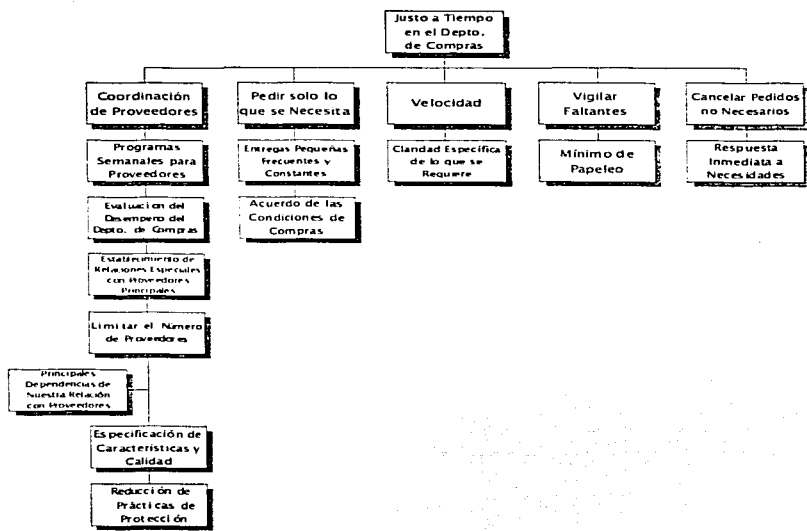 Justo a Tiempo
en el Depto.
de Compras
Coordinación
de Proveedores
Pedir solo lo
que se Necesita
Velocidad
Vigilar
Faltantes
Cancelar Pedidos
no Necesarios
Programas
Semanales para
Proveedores
Entregas Pequeñas
Frecuentes y
Constantes
Claridad Específica
de lo que se
Requiere
Mínimo de
Papeleo
Respuesta
Inmediata a
Necesidades
Evaluacion del
Desempeno del
Depto. de Compras
Acuerdo de las
Condiciones de
Compras
Establecimiento de
Relaciones Especiales
con Proveedores
Principales
Limitar el Número
de Proveedores
Principales
Dependencias de
Nuestra Relación
con Proveedores
Especificación de
Características y
Calidad
Reducción de
Prácticas de
Protección